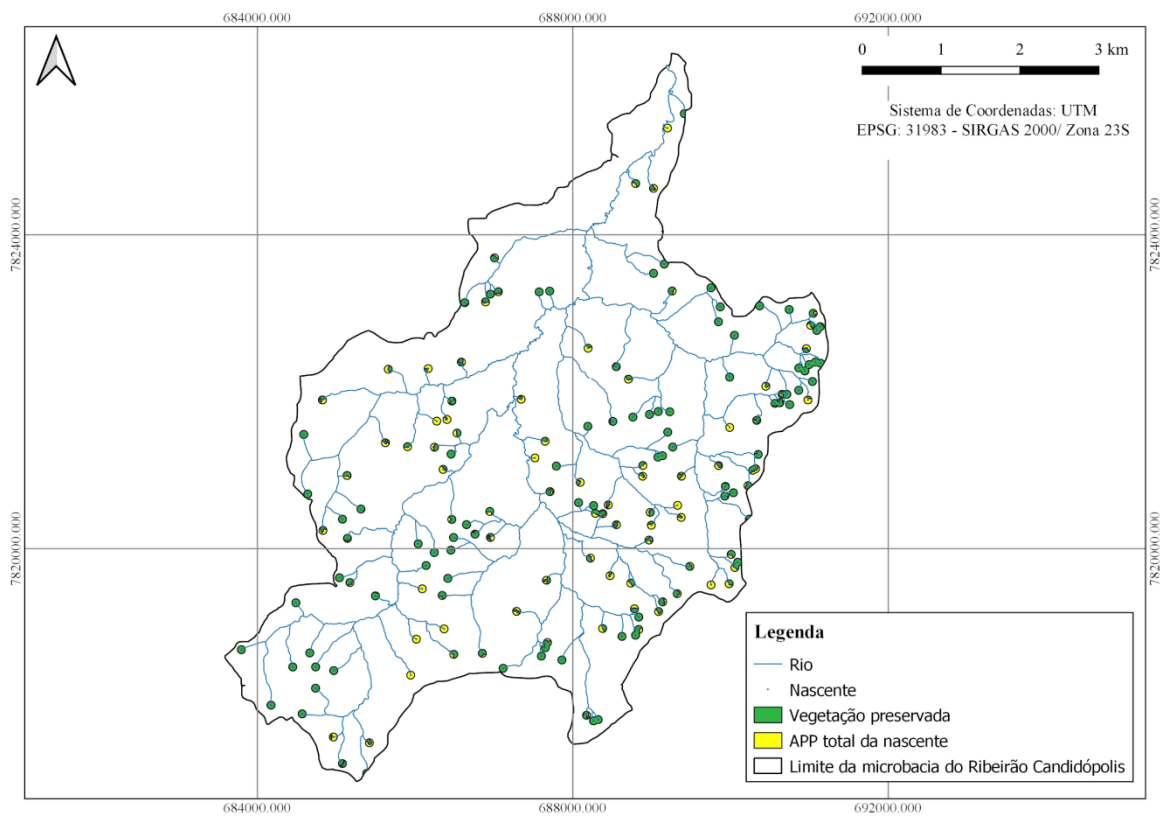 684000.000
688000.000
692000.000
0 1 2 3 km
Sistema de Coordenadas: UTM
EPSG: 31983 - SIRGAS 2000/ Zona 23S
7824000.000
7824000.000
7820000.000
7820000.000
Legenda
Rio
Nascente
Vegetação preservada
APP total da nascente
Limite da microbacia do Ribeirão Candidópolis
684000.000
688000.000
692000.000